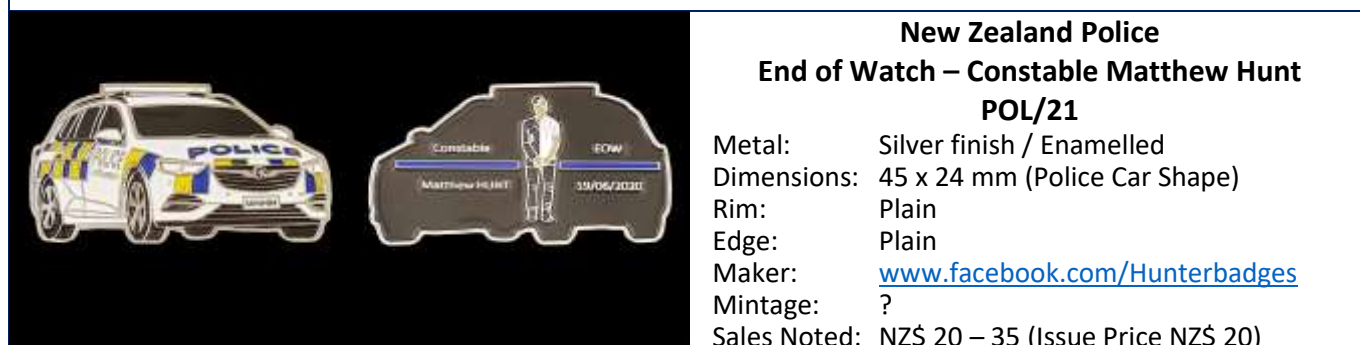 POLICE
POLICE
Constable
EOW
Matthew HUNT
19/06/2020
New Zealand Police
End of Watch – Constable Matthew Hunt
POL/21
Metal: Silver finish / Enamelled
Dimensions: 45 x 24 mm (Police Car Shape)
Rim: Plain
Edge: Plain
Maker: www.facebook.com/Hunterbadges
Mintage: ?
Sales Noted: NZ$ 20 – 35 (Issue Price NZ$ 20)